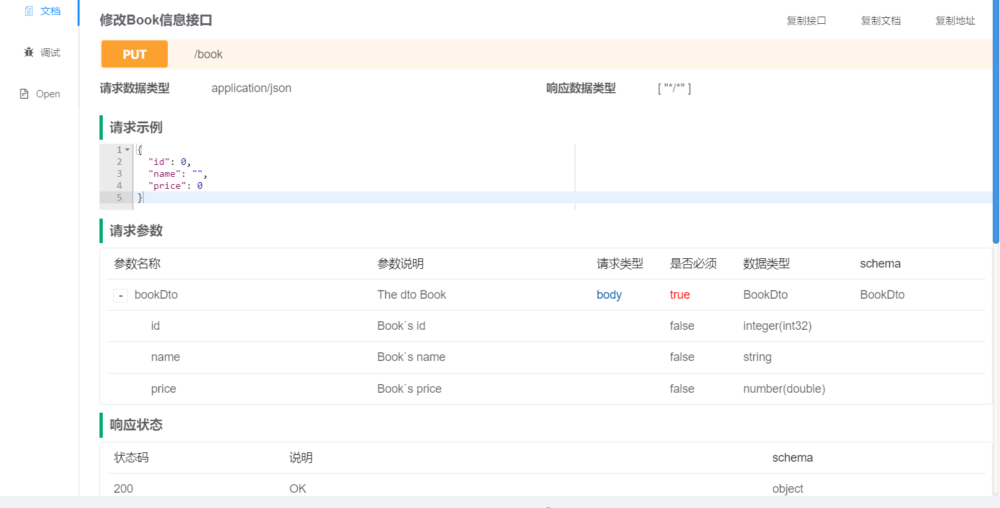 文档
调试
Open
修改Book信息接口 复制接口 复制文档 复制地址
PUT /book
请求数据类型 application/json 响应数据类型 [ "*/*" ]
请求示例
1 {
2 "id": 0,
3 "name": "",
4 "price": 0
5 }
请求参数
参数名称 参数说明 请求类型 是否必须 数据类型 schema
- bookDto The dto Book body true BookDto BookDto
id Book`s id false integer(int32)
name Book`s name false string
price Book`s price false number(double)
响应状态
状态码 说明 schema
200 OK object